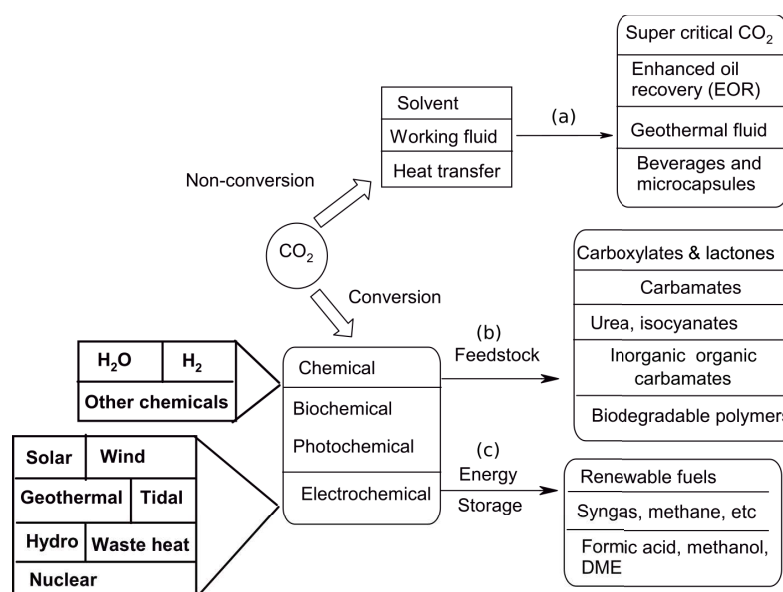 Super critical CO₂
Enhanced oil
recovery (EOR)
Geothermal fluid
Beverages and
microcapsules
(a)
Solvent
Working fluid
Heat transfer
Non-conversion
CO₂
Conversion
Carboxylates & lactones
Carbamates
Urea, isocyanates
Inorganic organic
carbamates
Biodegradable polymers
(b)
Feedstock
H₂O
H₂
Other chemicals
Chemical
Biochemical
Photochemical
Electrochemical
(c)
Energy
Storage
Solar
Wind
Geothermal
Tidal
Hydro
Waste heat
Nuclear
Renewable fuels
Syngas, methane, etc
Formic acid, methanol,
DME